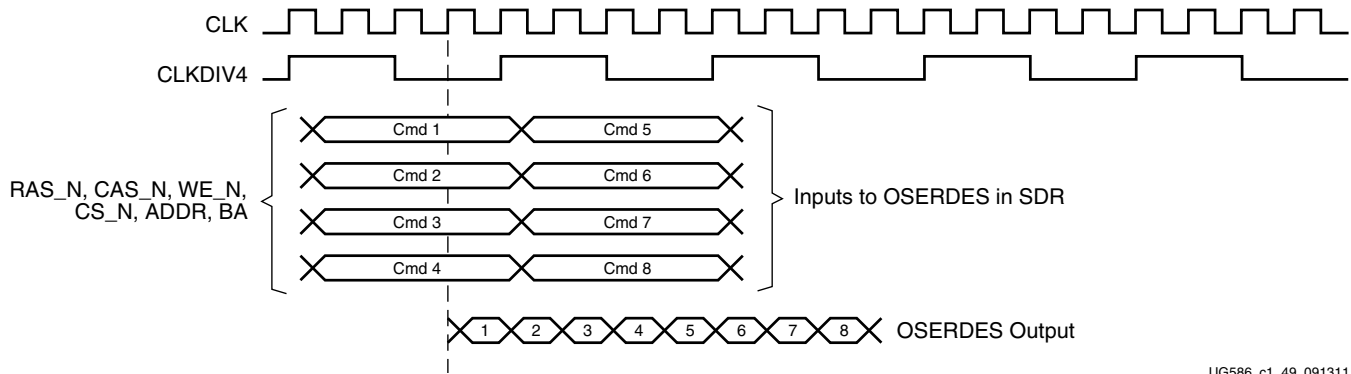 CLK
CLKDIV4
Cmd 1
Cmd 5
Cmd 2
Cmd 6
RAS_N, CAS_N, WE_N,
CS_N, ADDR, BA
Inputs to OSERDES in SDR
Cmd 3
Cmd 7
Cmd 4
Cmd 8
1 2 3 4 5 6 7 8 OSERDES Output
UG586_c1_49_091311